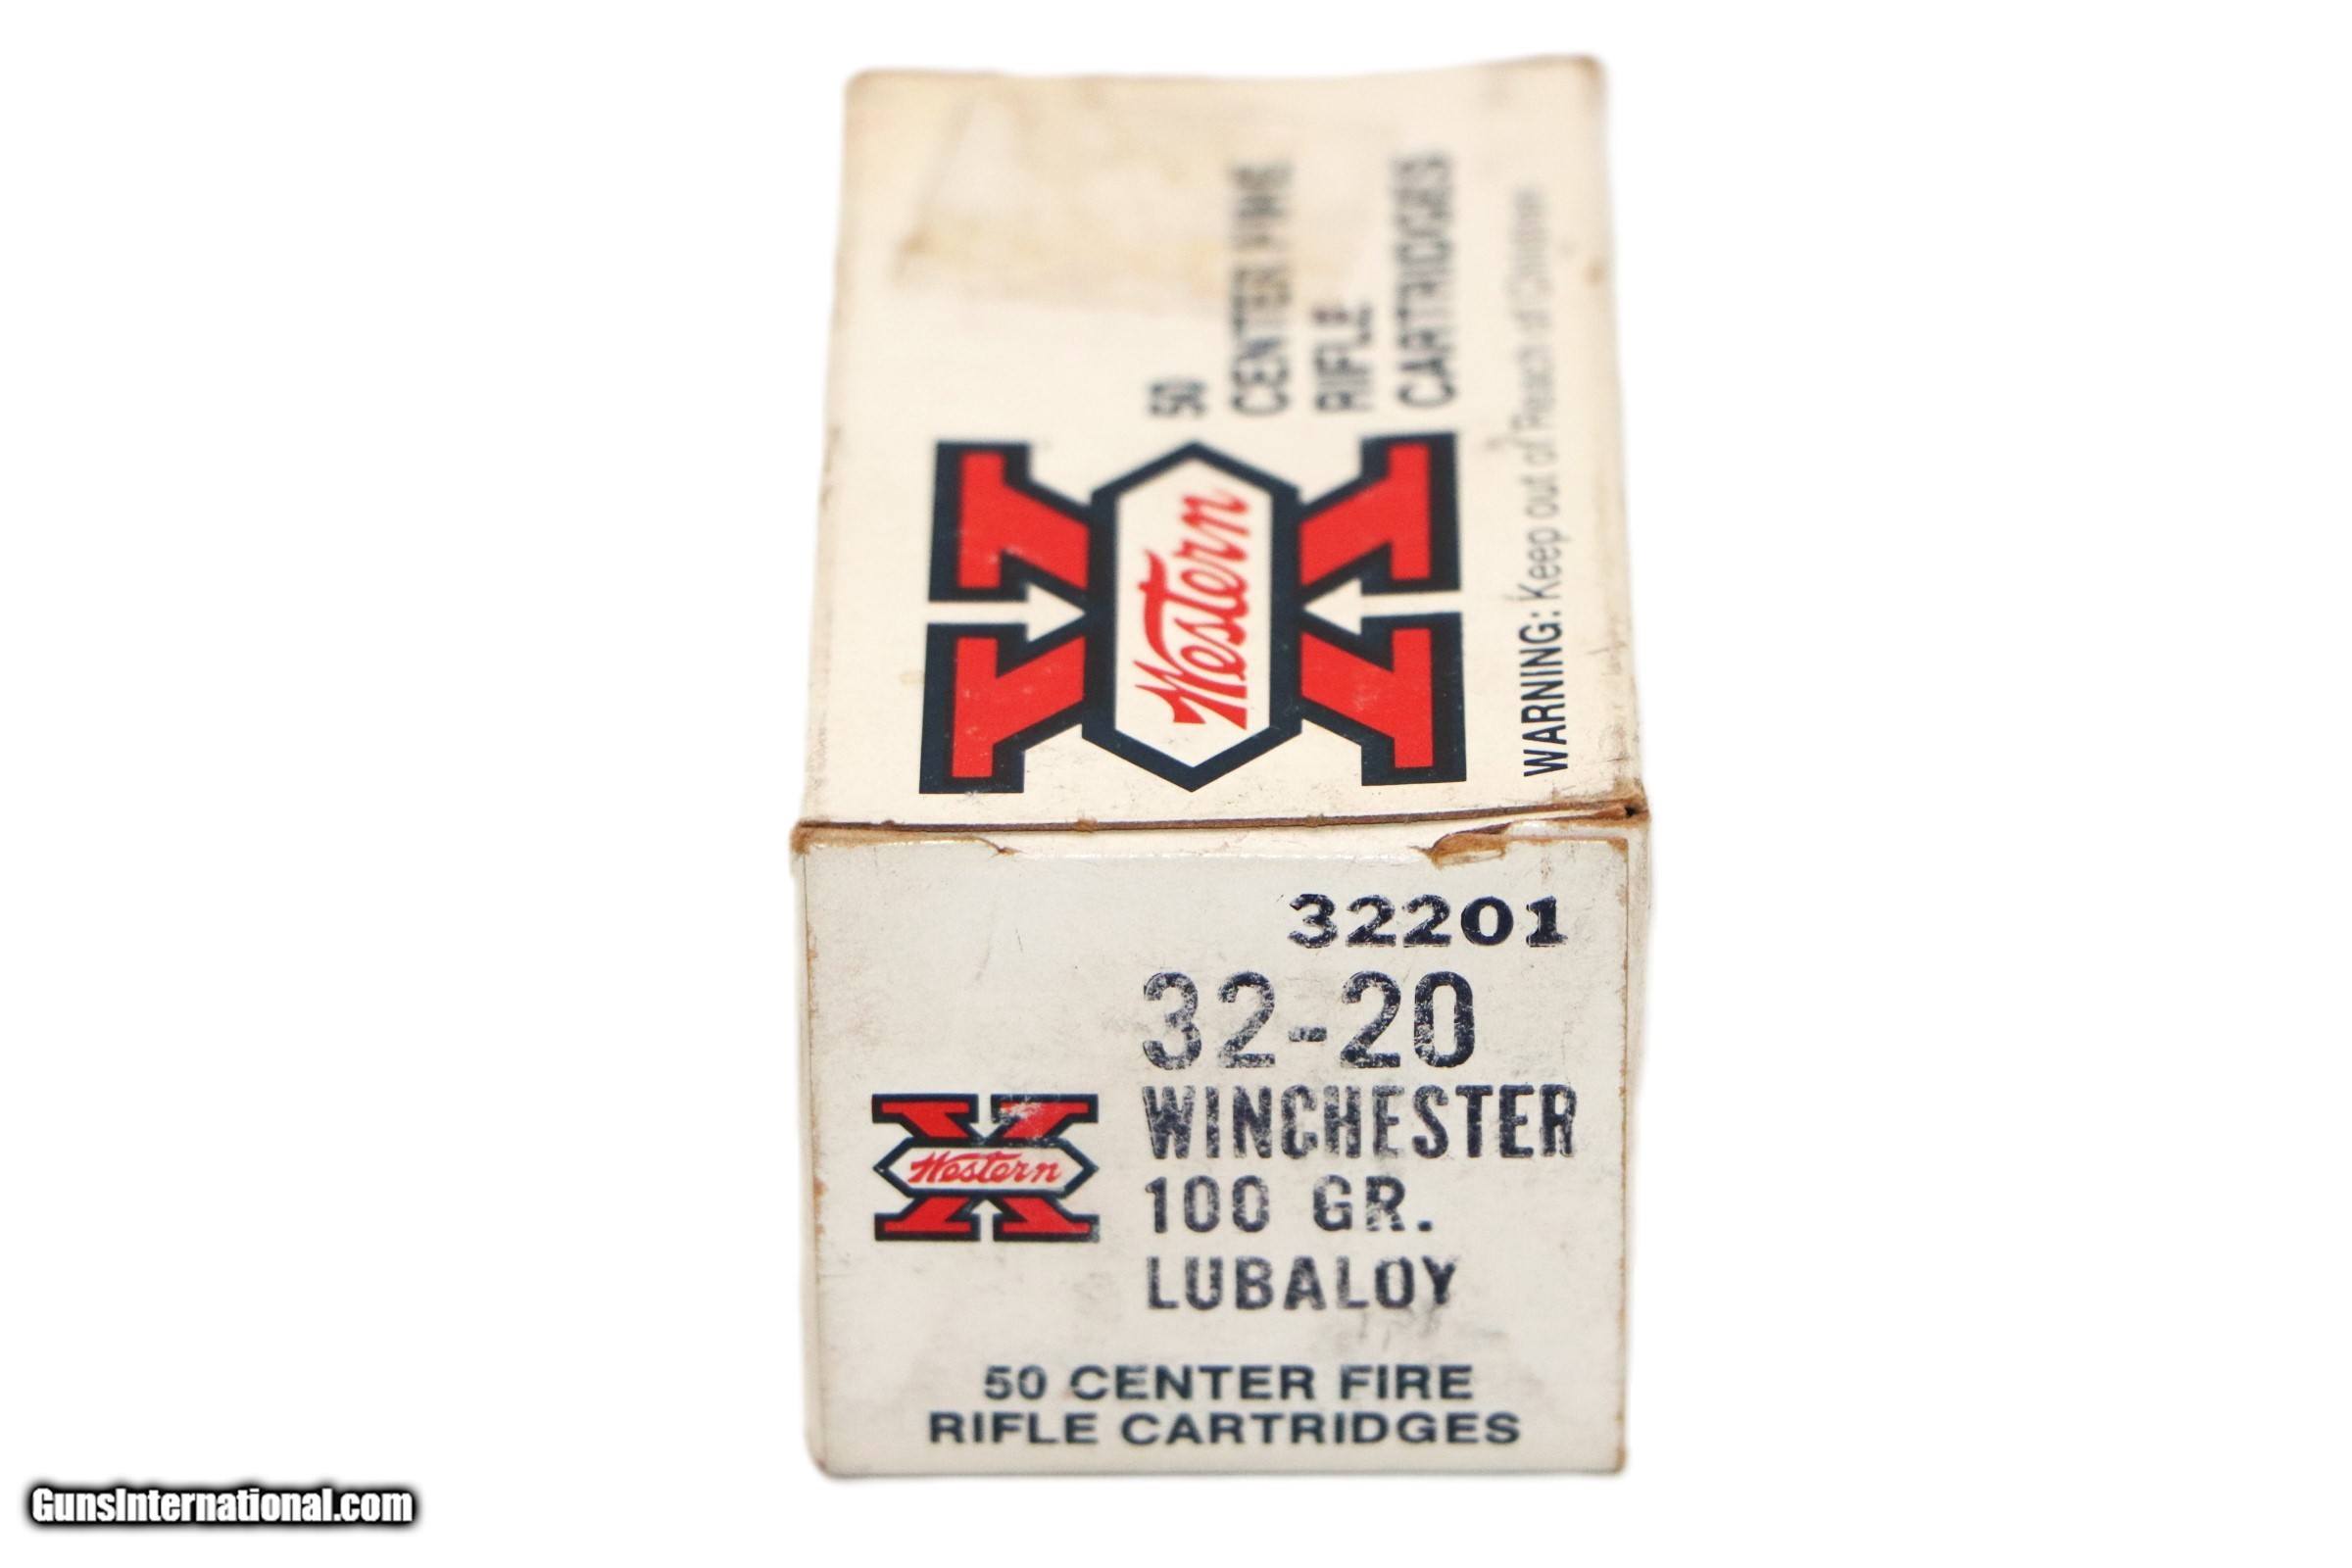 50
CENTER FIRE
RIFLE
CARTRIDGES
Western
WARNING: Keep out of Reach of Children
32201
32-20
WINCHESTER
100 GR.
LUBALOY
Western
50 CENTER FIRE
RIFLE CARTRIDGES
GunsInternational.com